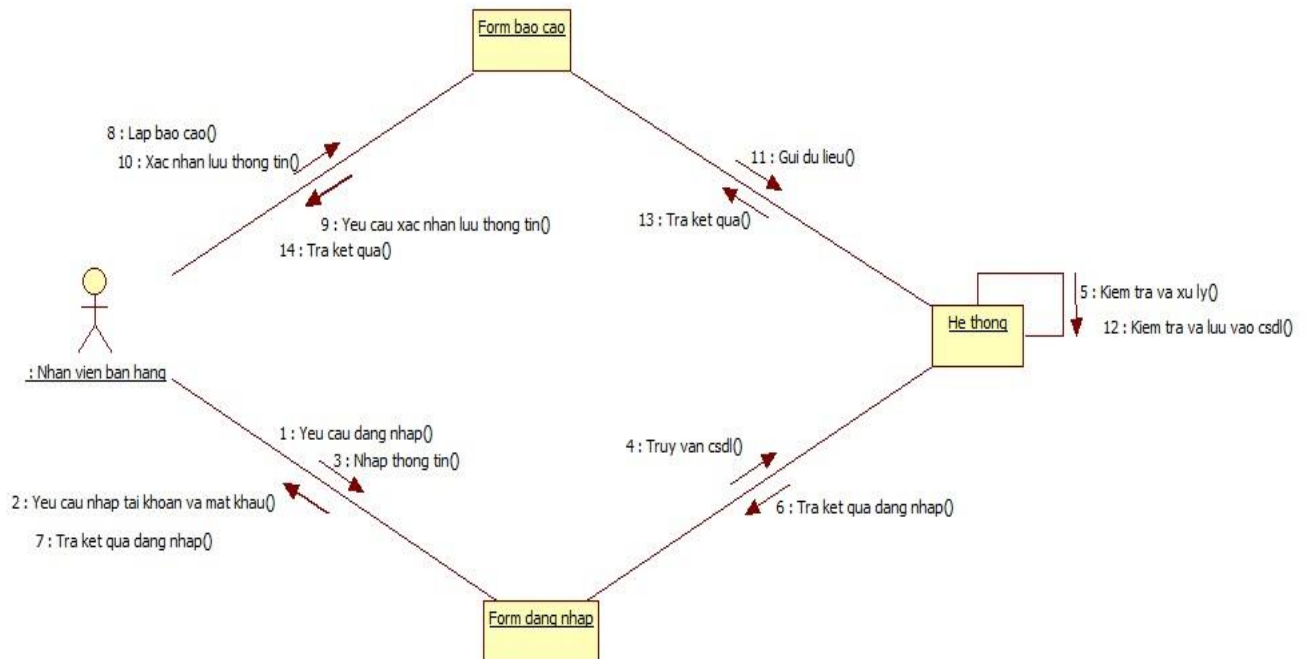 Form bao cao
8 : Lap bao cao()
10 : Xac nhan luu thong tin()
11 : Gui du lieu()
9 : Yeu cau xac nhan luu thong tin()
13 : Tra ket qua()
14 : Tra ket qua()
5 : Kiem tra va xu ly()
He thong
12 : Kiem tra va luu vao csdl()
: Nhan vien ban hang
1 : Yeu cau dang nhap()
4 : Truy van csdl()
3 : Nhap thong tin()
2 : Yeu cau nhap tai khoan va mat khau()
6 : Tra ket qua dang nhap()
7 : Tra ket qua dang nhap()
Form dang nhap